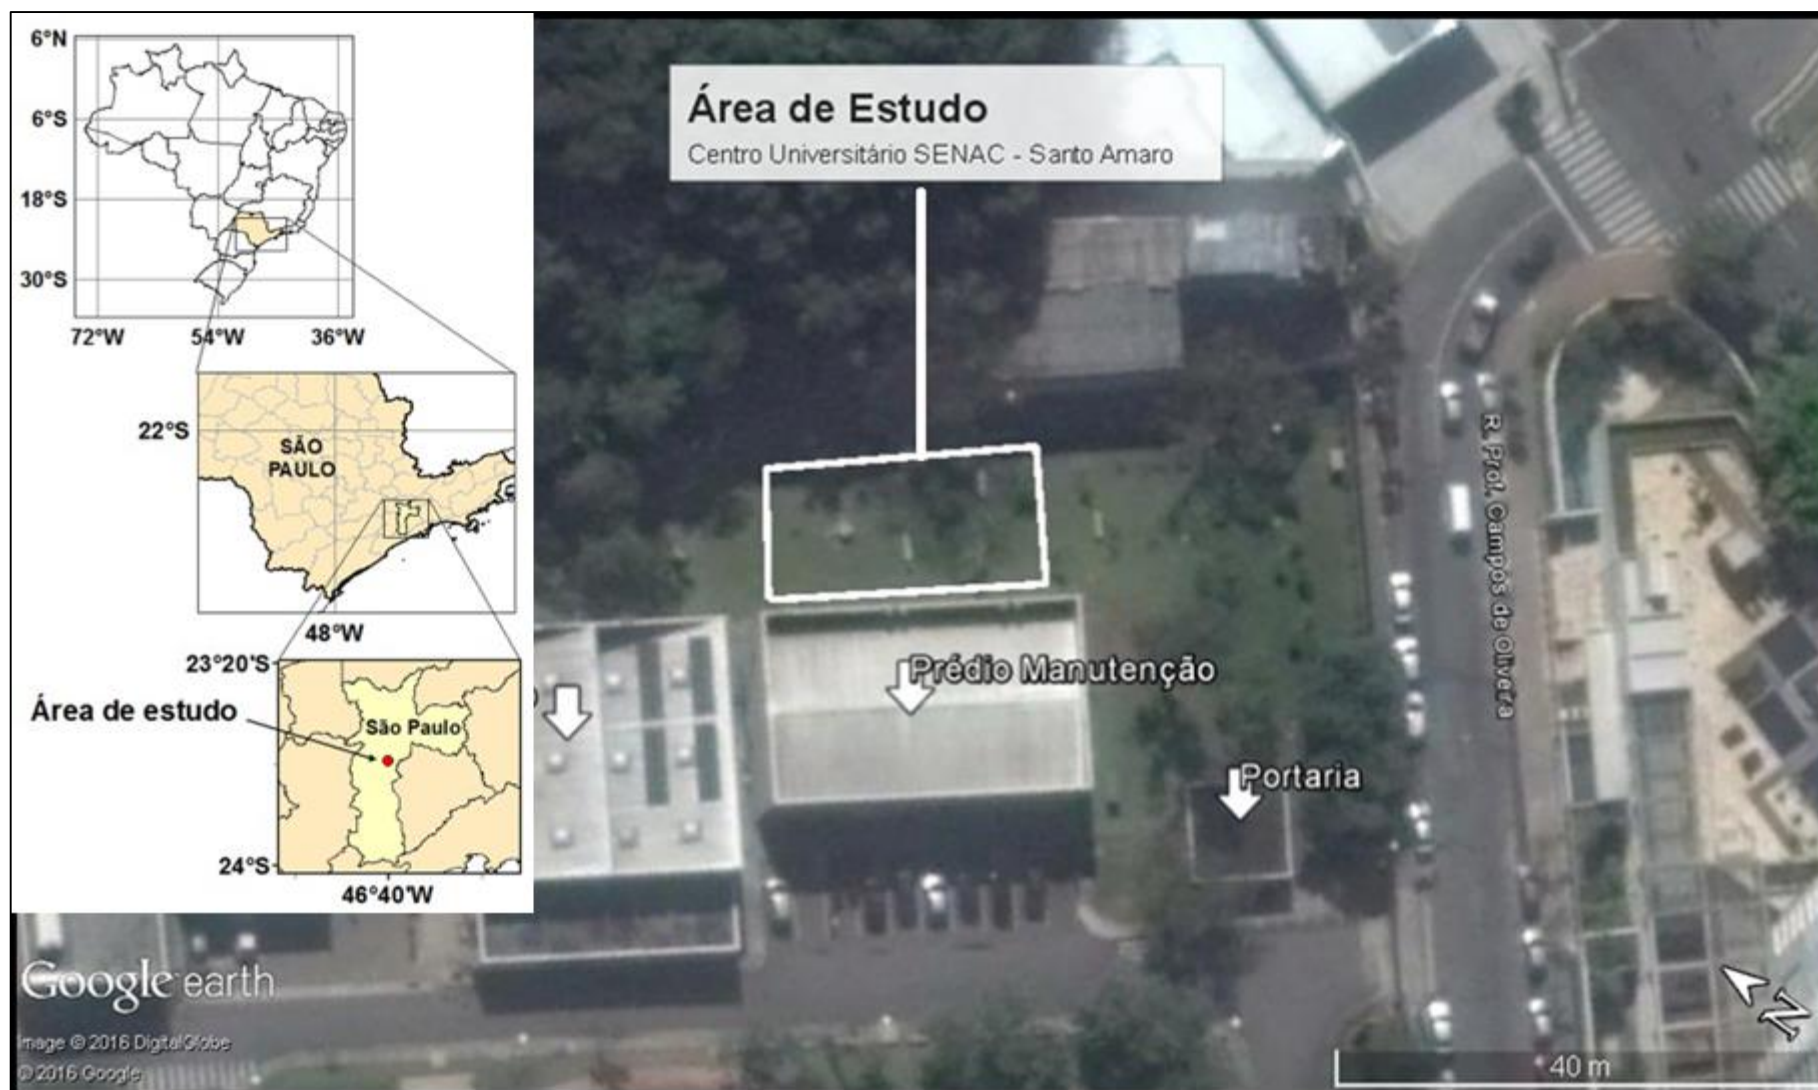 6°N
6°S
18°S
30°S
72°W
54°W
36°W
22°S
SÃO
PAULO
48°W
23°20'S
Área de estudo
São Paulo
24°S
46°40'W
Área de Estudo
Centro Universitário SENAC - Santo Amaro
R. Prof. Campos de Oliveira
Prédio Manutenção
Portaria
Google earth
Image © 2016 DigitalGlobe
© 2016 Google
N
40 m